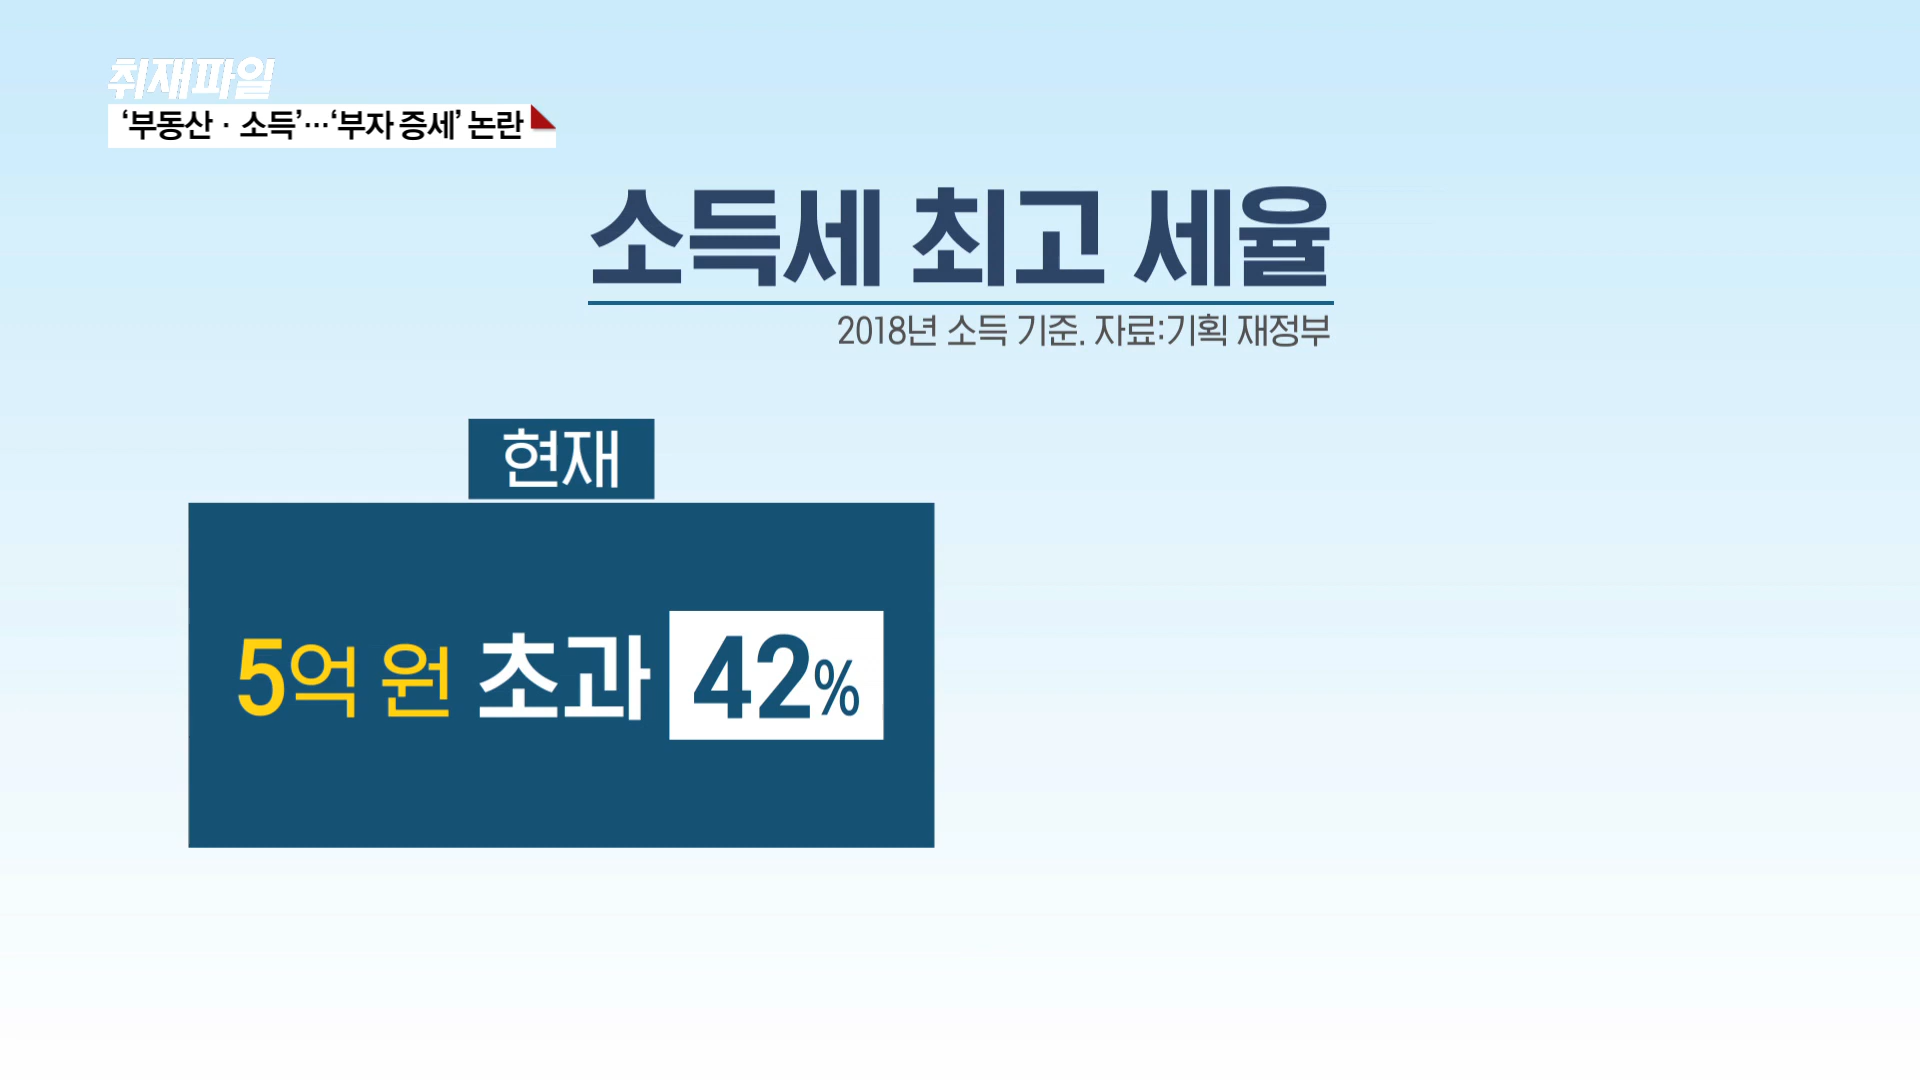 취재파일
‘부동산 · 소득’…‘부자 증세’ 논란
소득세 최고 세율
2018년 소득 기준. 자료:기획 재정부
현재
5억 원 초과 42%